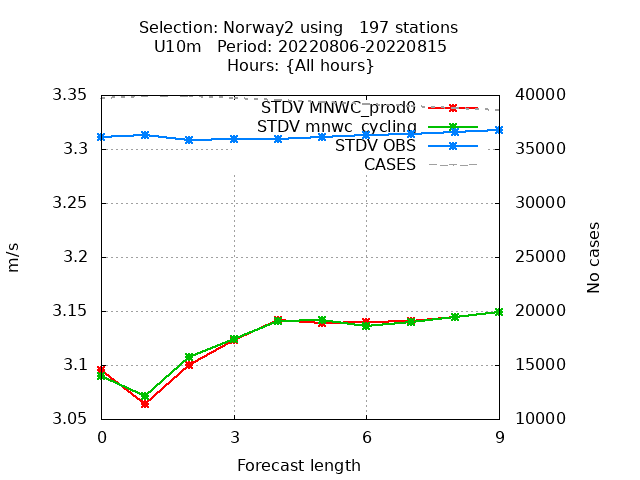 Selection: Norway2 using   197 stations
U10m   Period: 20220806-20220815
Hours: {All hours}
3.35
3.3
3.25
3.2
3.15
3.1
3.05
40000
35000
30000
25000
20000
15000
10000
STDV MNWC_prod0
STDV mnwc_cycling
STDV OBS
CASES
m/s
No cases
0
3
6
9
Forecast length